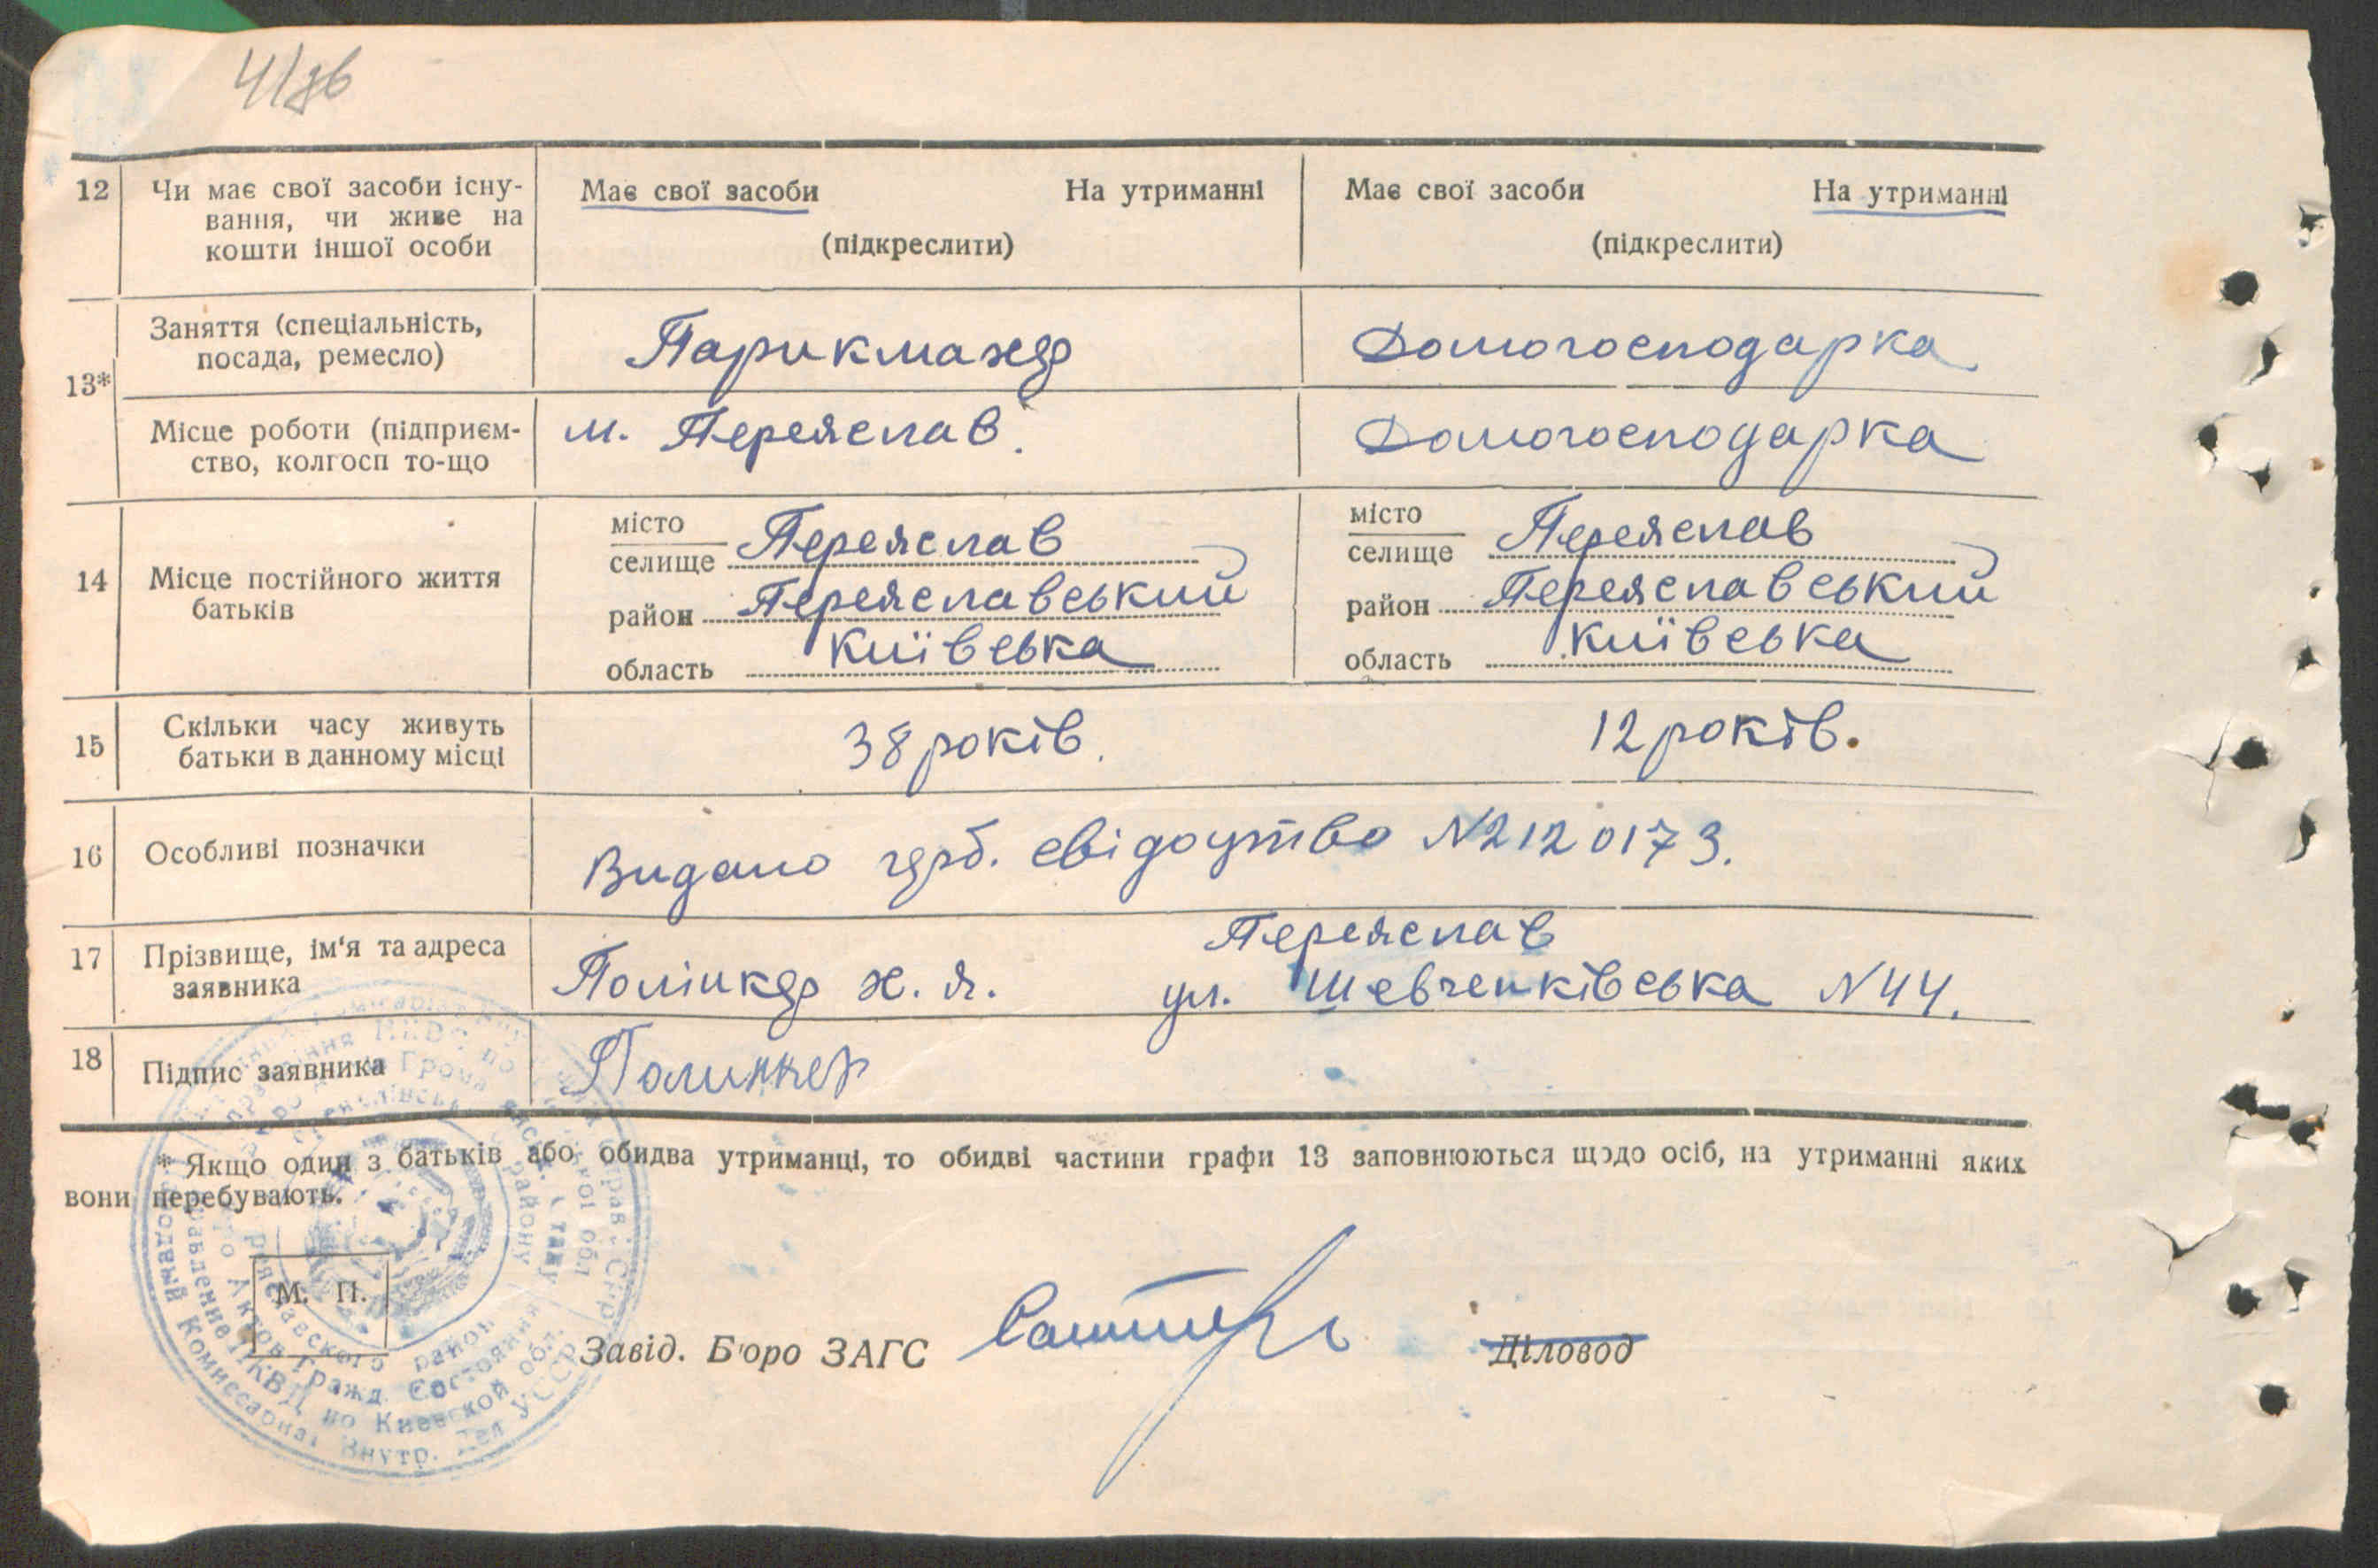 12
Чи має свої засоби існу-
вання, чи живе на
кошти іншої особи
Має свої засоби На утриманні
(підкреслити)
Має свої засоби На утриманні
(підкреслити)
13*
Заняття (спеціальність,
посада, ремесло)
Парикмахер
Домогосподарка
Місце роботи (підприєм-
ство, колгосп то-що
м. Переяслав.
Домогосподарка
14
Місце постійного життя
батьків
місто
селище Переяслав
район Переяславський
область Київська
місто
селище Переяслав
район Переяславський
область Київська
15
Скільки часу живуть
батьки в данному місці
38 років.
12 років.
16
Особливі позначки
Видано герб. свідоцтво №2120173.
17
Прізвище, ім‘я та адреса
заявника
Переяслав
Полінкер Х. Я. ул. Шевченківська №44.
18
Підпис заявника
Полинкер
* Якщо один з батьків або обидва утриманці, то обидві частини графи 13 заповнюються щодо осіб, на утриманні яких
вони перебувають.
М. П.
Завід. Бюро ЗАГС
Діловод